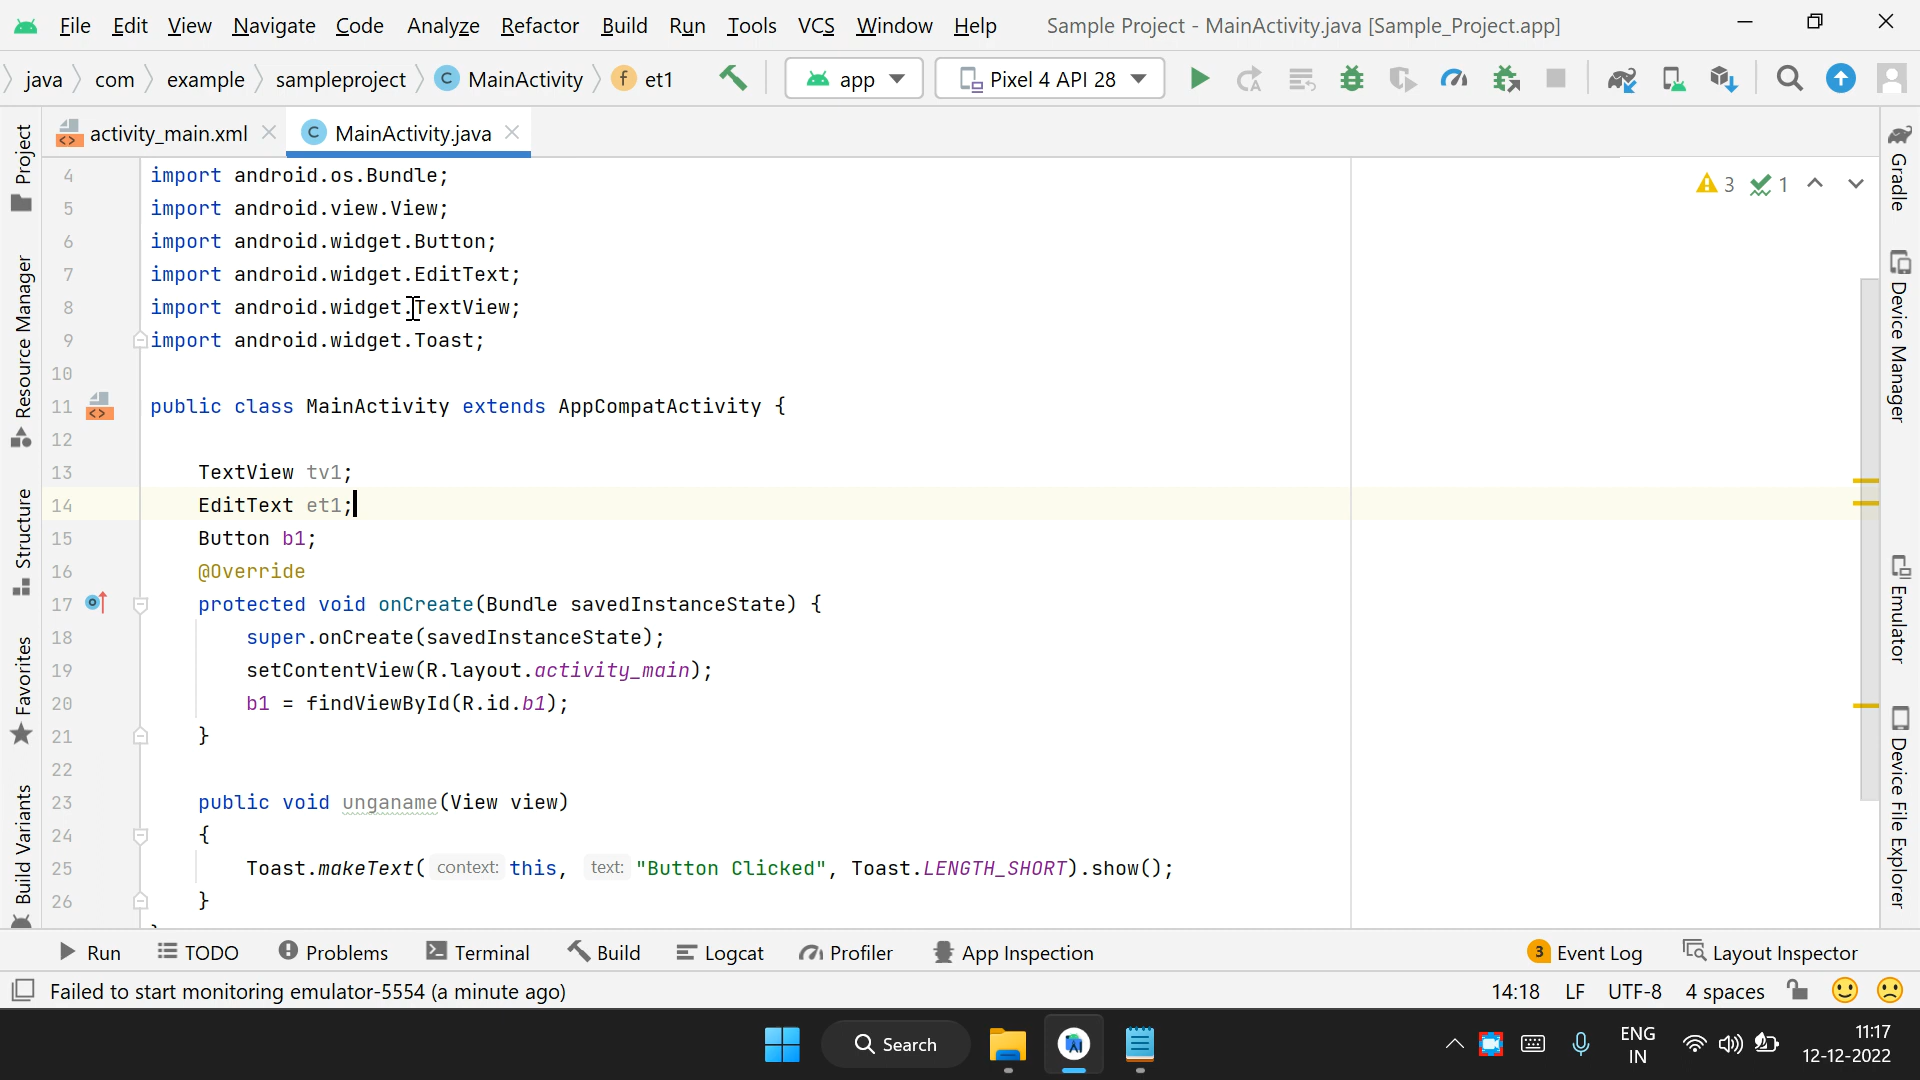 File Edit View Navigate Code Analyze Refactor Build Run Tools VCS Window Help Sample Project - MainActivity.java [Sample_Project.app]
java com example sampleproject C MainActivity f et1 app Pixel 4 API 28
activity_main.xml C MainActivity.java
Project
Resource Manager
Structure
Favorites
Build Variants
3 1
4 import android.os.Bundle;
5 import android.view.View;
6 import android.widget.Button;
7 import android.widget.EditText;
8 import android.widget.TextView;
9 import android.widget.Toast;
10
11 public class MainActivity extends AppCompatActivity {
12
13 TextView tv1;
14 EditText et1;
15 Button b1;
16 @Override
17 protected void onCreate(Bundle savedInstanceState) {
18 super.onCreate(savedInstanceState);
19 setContentView(R.layout.activity_main);
20 b1 = findViewById(R.id.b1);
21 }
22
23 public void unganame(View view)
24 {
25 Toast.makeText( context: this, text: "Button Clicked", Toast.LENGTH_SHORT).show();
26 }
Gradle
Device Manager
Emulator
Device File Explorer
Run TODO Problems Terminal Build Logcat Profiler App Inspection 3 Event Log Layout Inspector
Failed to start monitoring emulator-5554 (a minute ago) 14:18 LF UTF-8 4 spaces
Search
ENG
IN
11:17
12-12-2022